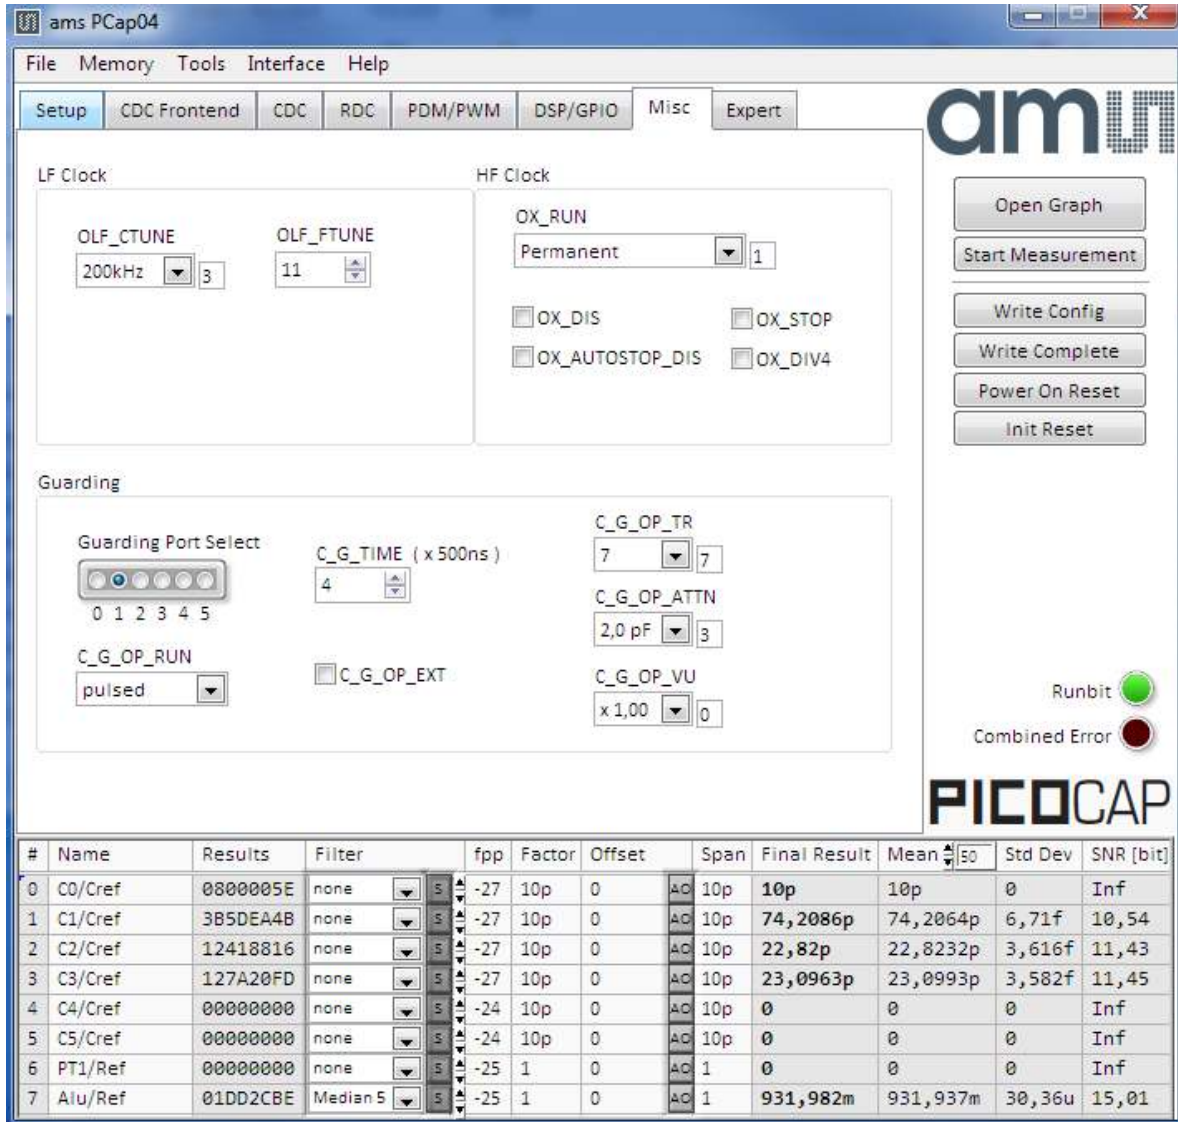 ams PCap04
File Memory Tools Interface Help
Setup CDC Frontend CDC RDC PDM/PWM DSP/GPIO Misc Expert
amu
LF Clock HF Clock
OLF_CTUNE OLF_FTUNE OX_RUN
200kHz 3 11 Permanent 1
OX_DIS OX_STOP
OX_AUTOSTOP_DIS OX_DIV4
Open Graph
Start Measurement
Write Config
Write Complete
Power On Reset
Init Reset
Guarding
Guarding Port Select C_G_TIME ( x 500ns ) C_G_OP_TR
4 7 7
0 1 2 3 4 5 C_G_OP_ATTN
2,0 pF 3
C_G_OP_RUN C_G_OP_EXT C_G_OP_VU
pulsed x 1,00 0
Runbit
Combined Error
PICOCAP
# Name Results Filter fpp Factor Offset Span Final Result Mean 50 Std Dev SNR [bit]
0 C0/Cref 0800005E none S -27 10p 0 AO 10p 10p 10p 0 Inf
1 C1/Cref 3B5DEA4B none S -27 10p 0 AO 10p 74,2086p 74,2064p 6,71f 10,54
2 C2/Cref 12418816 none S -27 10p 0 AO 10p 22,82p 22,8232p 3,616f 11,43
3 C3/Cref 127A20FD none S -27 10p 0 AO 10p 23,0963p 23,0993p 3,582f 11,45
4 C4/Cref 00000000 none S -24 10p 0 AO 10p 0 0 0 Inf
5 C5/Cref 00000000 none S -24 10p 0 AO 10p 0 0 0 Inf
6 PT1/Ref 00000000 none S -25 1 0 AO 1 0 0 0 Inf
7 Alu/Ref 01DD2CBE Median 5 S -25 1 0 AO 1 931,982m 931,937m 30,36u 15,01